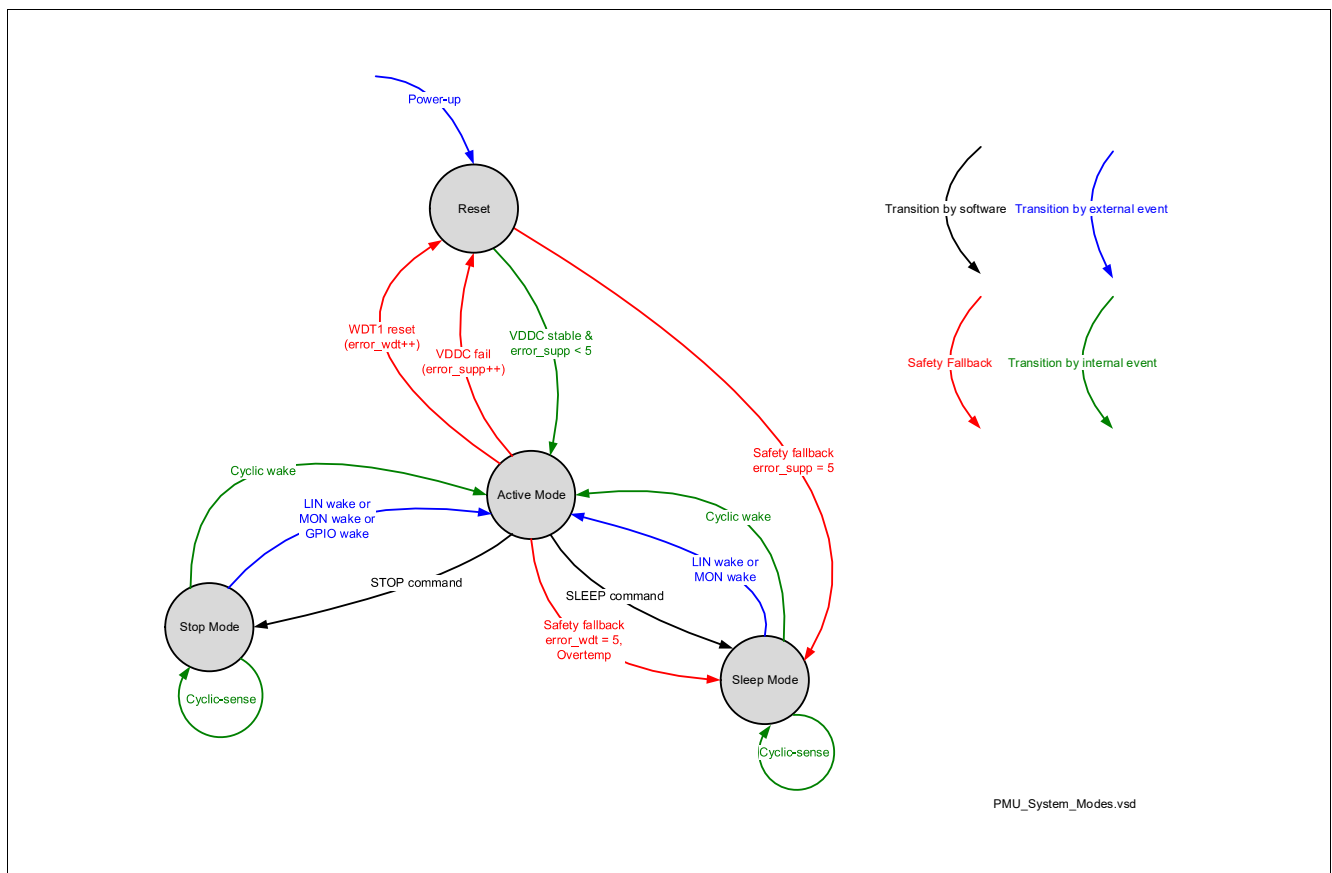 Power-up
Reset
Transition by software
Transition by external event
WDT1 reset
(error_wdt++)
VDDC fail
(error_supp++)
VDDC stable &
error_supp < 5
Safety Fallback
Transition by internal event
Safety fallback
error_supp = 5
Cyclic wake
Active Mode
LIN wake or
MON wake or
GPIO wake
Cyclic wake
LIN wake or
MON wake
STOP command
SLEEP command
Stop Mode
Safety fallback
error_wdt = 5,
Overtemp
Sleep Mode
Cyclic-sense
Cyclic-sense
PMU_System_Modes.vsd